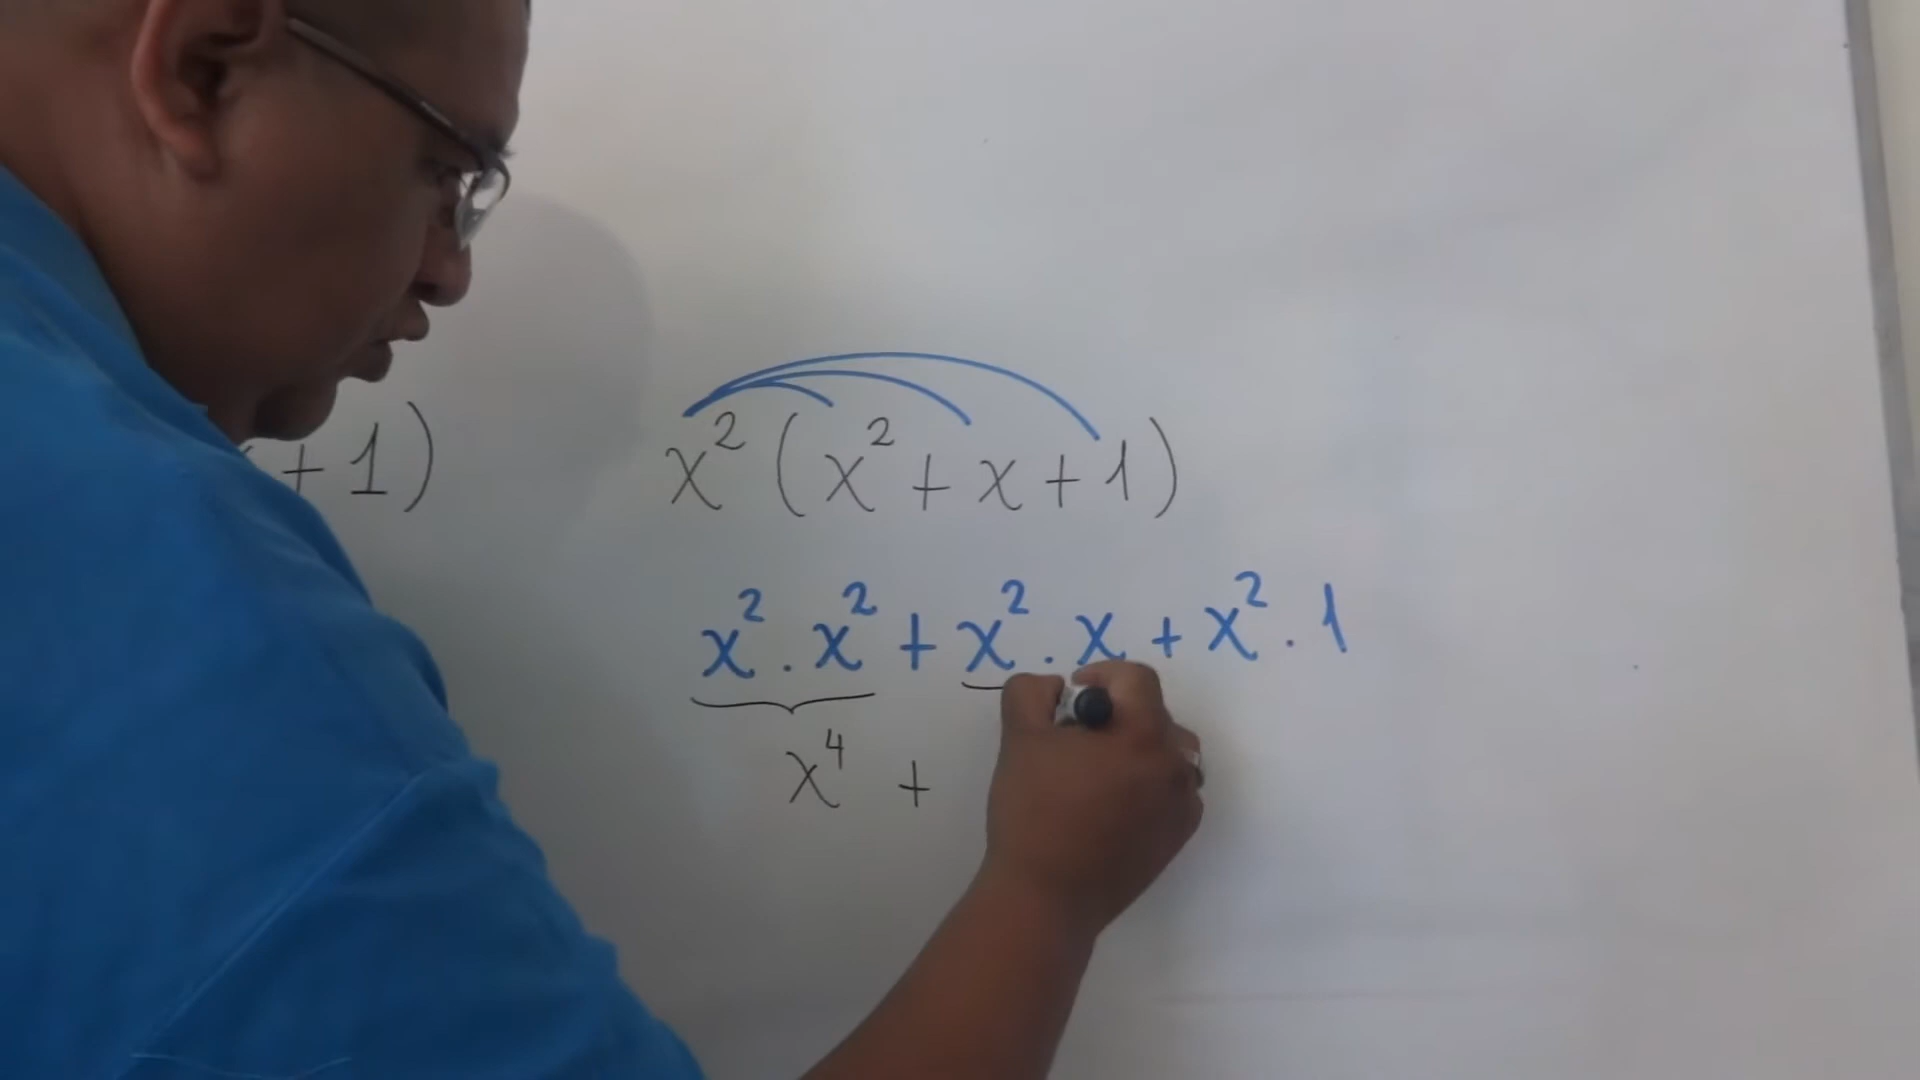 + 1)
x² (x² + x + 1)
x² . x² + x² . x + x² . 1
x⁴ +